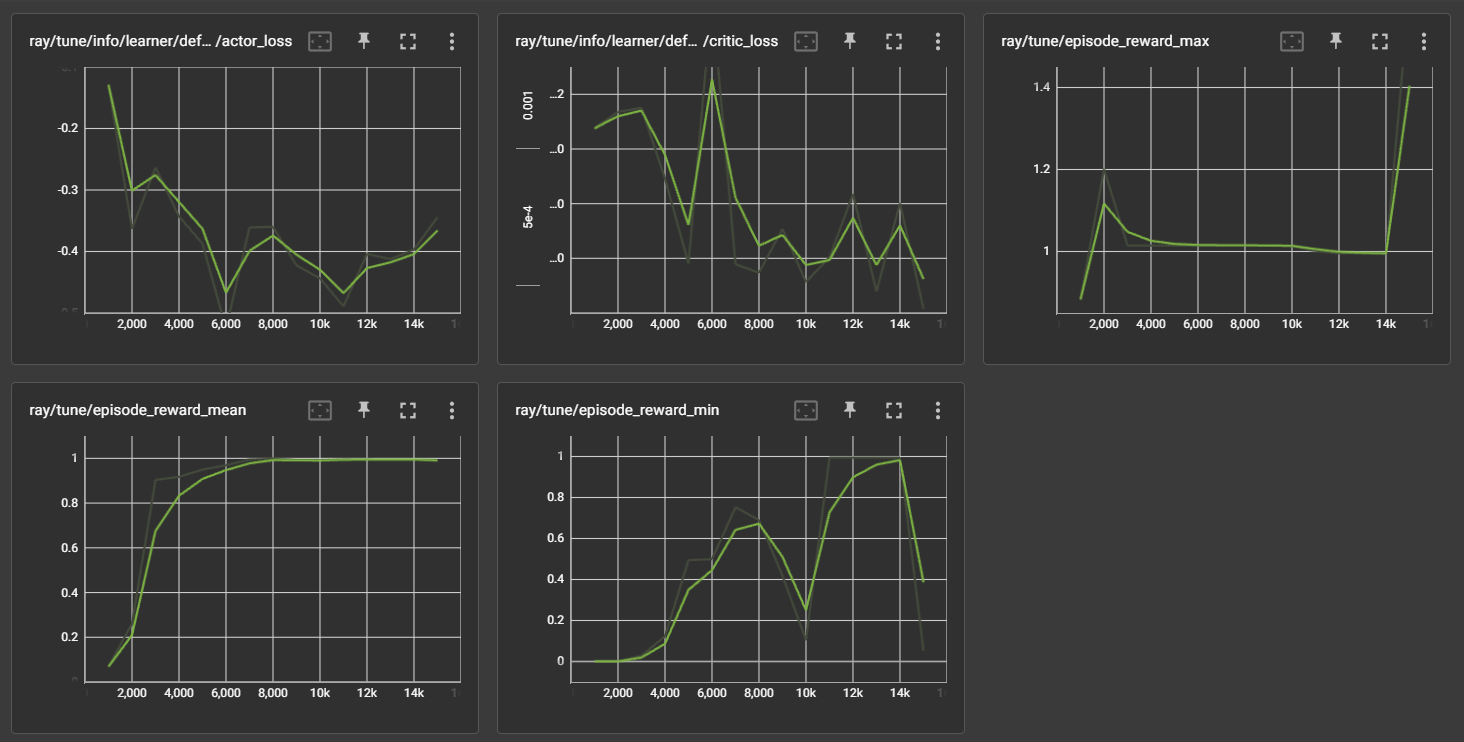 ray/tune/info/learner/def... /actor_loss
-0.2
-0.3
-0.4
2,000 4,000 6,000 8,000 10k 12k 14k
ray/tune/info/learner/def... /critic_loss
0.001
5e-4
...2
...0
...0
...0
2,000 4,000 6,000 8,000 10k 12k 14k
ray/tune/episode_reward_max
1.4
1.2
1
2,000 4,000 6,000 8,000 10k 12k 14k
ray/tune/episode_reward_mean
1
0.8
0.6
0.4
0.2
2,000 4,000 6,000 8,000 10k 12k 14k
ray/tune/episode_reward_min
1
0.8
0.6
0.4
0.2
0
2,000 4,000 6,000 8,000 10k 12k 14k